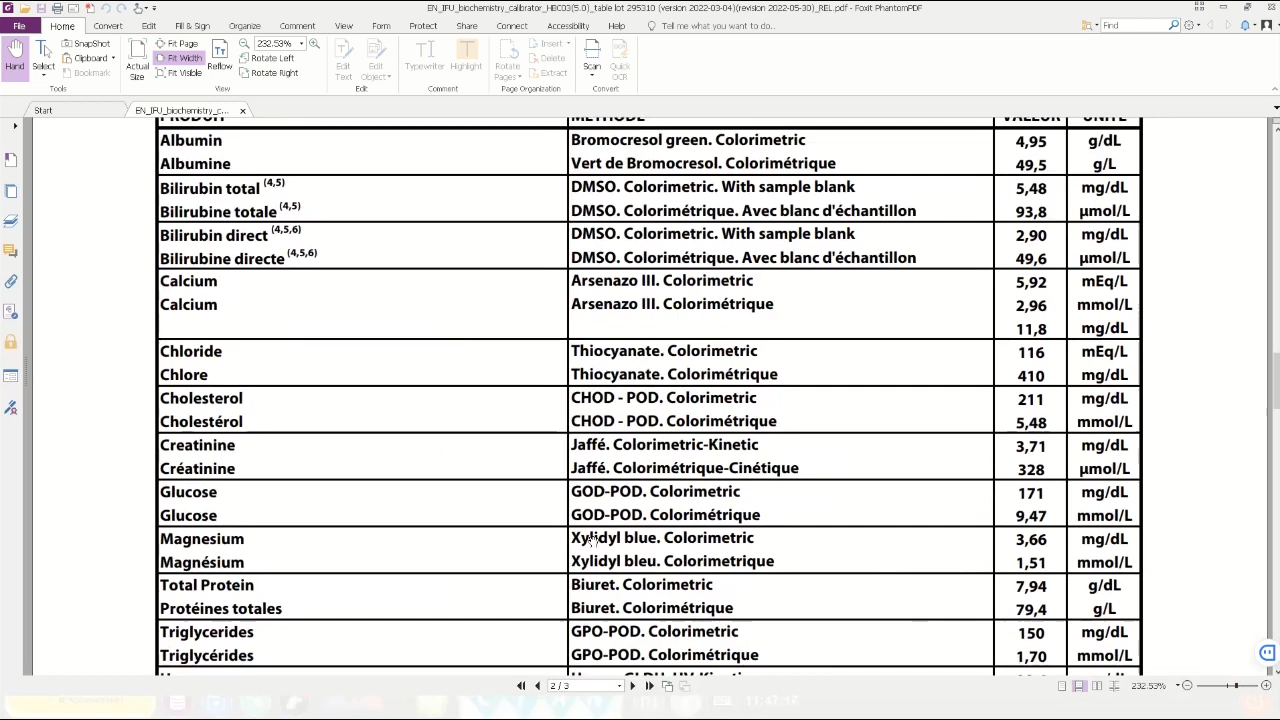 EN_IFU_biochemistry_calibrator_HBC03(5.0)_table lot 295310 (version 2022-03-04)(revision 2022-05-30)_REL.pdf - Foxit PhantomPDF
File Home Convert Edit Fill & Sign Organize Comment View Form Protect Share Connect Accessibility Help Tell me what you want to do... Find
SnapShot Fit Page 232.53% Insert
Clipboard Fit Width Rotate Left Delete
Bookmark Fit Visible Rotate Right Extract
Hand Select Actual Size Reflow Edit Text Edit Object Typewriter Highlight Rotate Pages Scan Quick OCR
Tools View Edit Comment Page Organization Convert
Start EN_IFU_biochemistry_c...
PRODUIT METHODE VALEUR UNITE
Albumin Bromocresol green. Colorimetric 4,95 g/dL
Albumine Vert de Bromocresol. Colorimétrique 49,5 g/L
Bilirubin total (4,5) DMSO. Colorimetric. With sample blank 5,48 mg/dL
Bilirubine totale (4,5) DMSO. Colorimétrique. Avec blanc d'échantillon 93,8 µmol/L
Bilirubin direct (4,5,6) DMSO. Colorimetric. With sample blank 2,90 mg/dL
Bilirubine directe (4,5,6) DMSO. Colorimétrique. Avec blanc d'échantillon 49,6 µmol/L
Calcium Arsenazo III. Colorimetric 5,92 mEq/L
Calcium Arsenazo III. Colorimétrique 2,96 mmol/L
11,8 mg/dL
Chloride Thiocyanate. Colorimetric 116 mEq/L
Chlore Thiocyanate. Colorimétrique 410 mg/dL
Cholesterol CHOD - POD. Colorimetric 211 mg/dL
Cholestérol CHOD - POD. Colorimétrique 5,48 mmol/L
Creatinine Jaffé. Colorimetric-Kinetic 3,71 mg/dL
Créatinine Jaffé. Colorimétrique-Cinétique 328 µmol/L
Glucose GOD-POD. Colorimetric 171 mg/dL
Glucose GOD-POD. Colorimétrique 9,47 mmol/L
Magnesium Xylidyl blue. Colorimetric 3,66 mg/dL
Magnésium Xylidyl bleu. Colorimetrique 1,51 mmol/L
Total Protein Biuret. Colorimetric 7,94 g/dL
Protéines totales Biuret. Colorimétrique 79,4 g/L
Triglycerides GPO-POD. Colorimetric 150 mg/dL
Triglycérides GPO-POD. Colorimétrique 1,70 mmol/L
2 / 3 232.53%